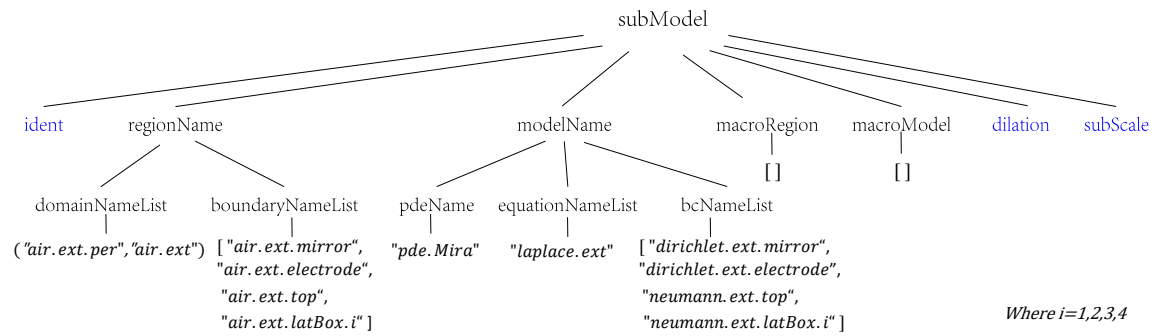 subModel
ident regionName modelName macroRegion macroModel dilation subScale
[ ] [ ]
domainNameList boundaryNameList pdeName equationNameList bcNameList
("air.ext.per","air.ext") ["air.ext.mirror“, "pde.Mira" "laplace.ext" ["dirichlet.ext.mirror“,
"air.ext.electrode“, "dirichlet.ext.electrode”,
"air.ext.top“, "neumann.ext.top“,
"air.ext.latBox.i“ ] "neumann.ext.latBox.i“ ]
Where i=1,2,3,4